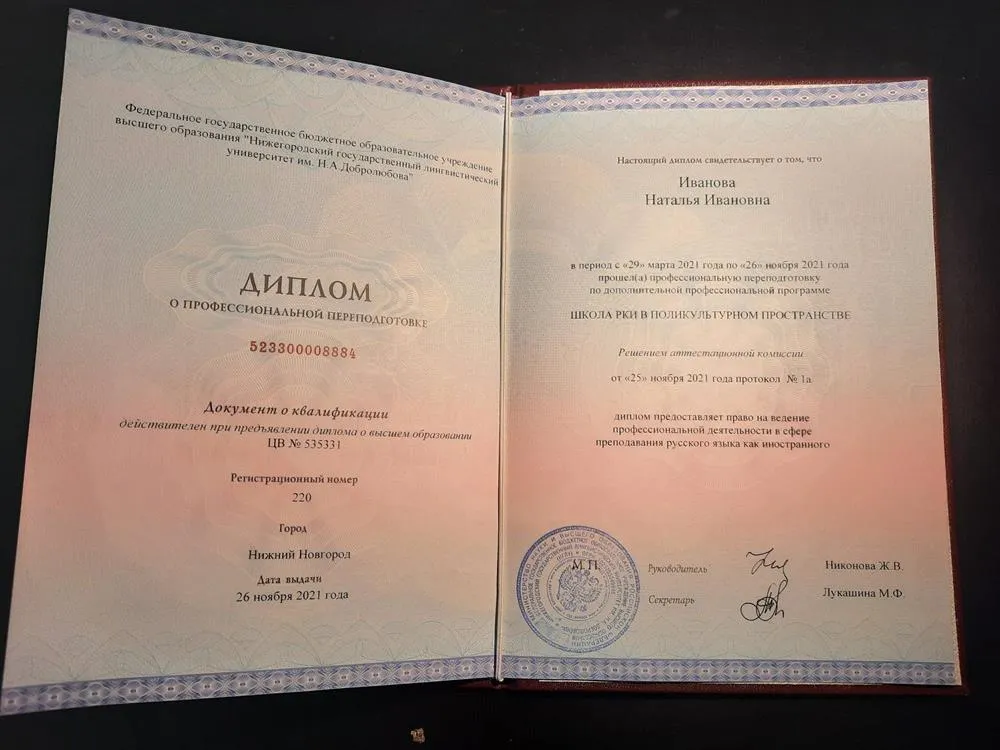 Федеральное государственное бюджетное образовательное учреждение
высшего образования "Нижегородский государственный лингвистический
университет им. Н.А.Добролюбова"
ДИПЛОМ
О ПРОФЕССИОНАЛЬНОЙ ПЕРЕПОДГОТОВКЕ
523300008884
Документ о квалификации
действителен при предъявлении диплома о высшем образовании
ЦВ № 535331
Регистрационный номер
220
Город
Нижний Новгород
Дата выдачи
26 ноября 2021 года
Настоящий диплом свидетельствует о том, что
Иванова
Наталья Ивановна
в период с «29» марта 2021 года по «26» ноября 2021 года
прошел(а) профессиональную переподготовку
по дополнительной профессиональной программе
ШКОЛА РКИ В ПОЛИКУЛЬТУРНОМ ПРОСТРАНСТВЕ
Решением аттестационной комиссии
от «25» ноября 2021 года протокол № 1а
диплом предоставляет право на ведение
профессиональной деятельности в сфере
преподавания русского языка как иностранного
М.П.
Руководитель
Никонова Ж.В.
Секретарь
Лукашина М.Ф.